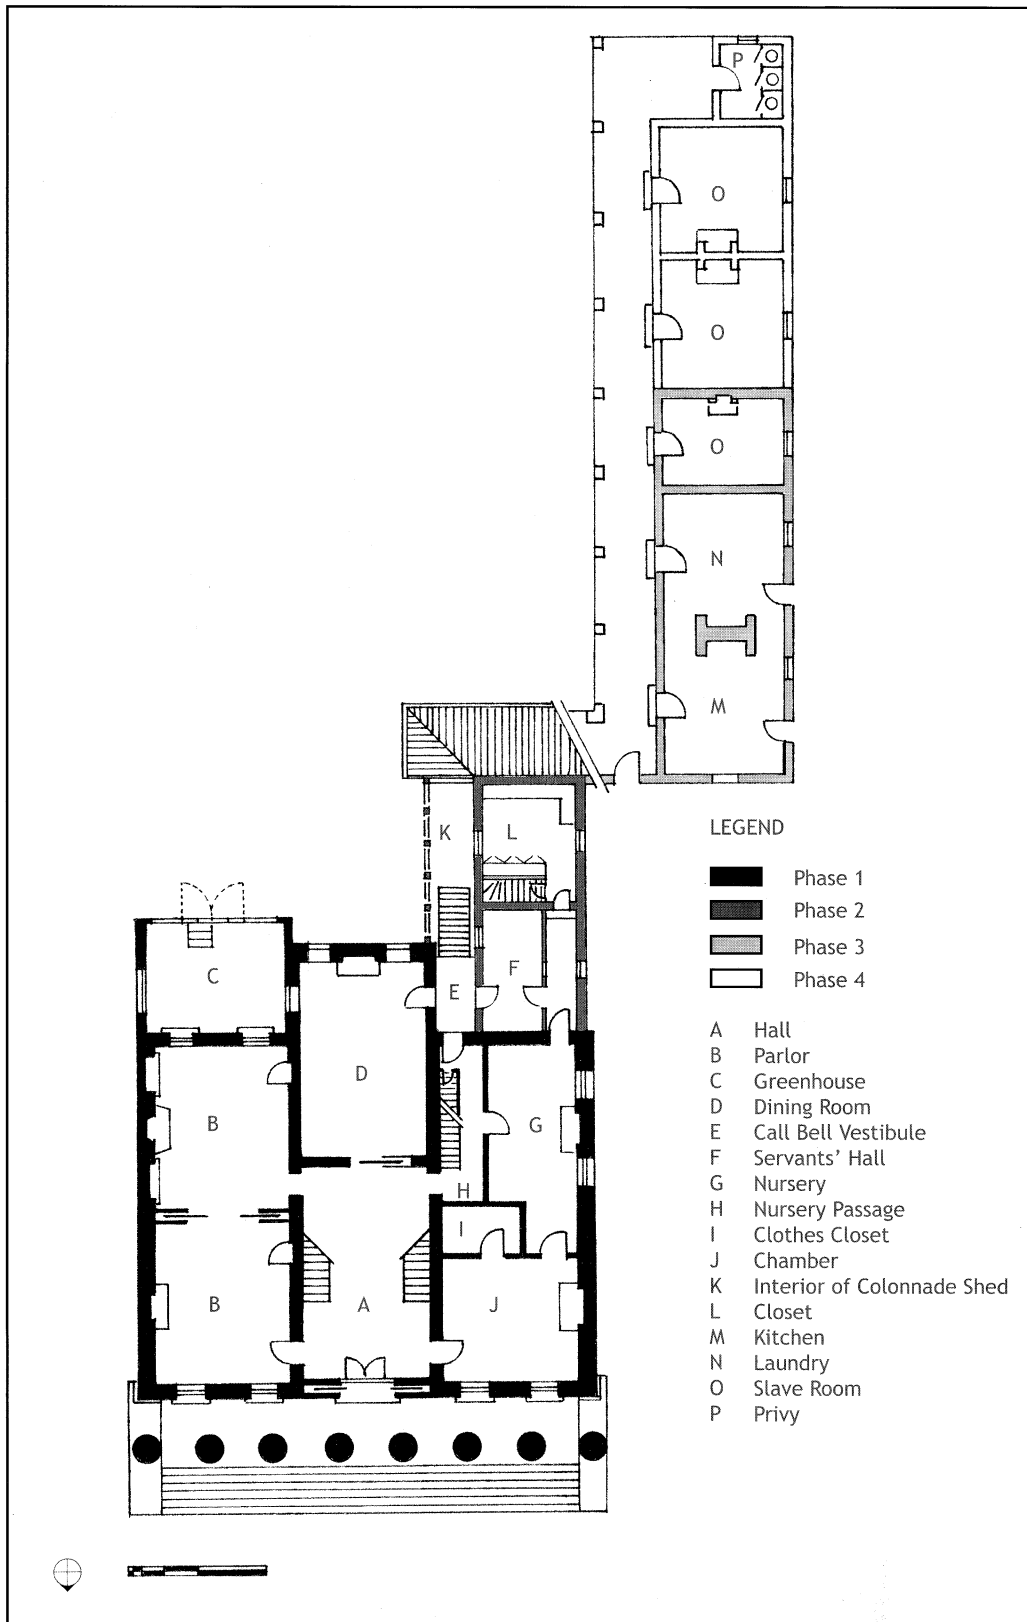 P
O
O
O
N
M
K
L
C
E
F
D
B
G
H
I
B
A
J
LEGEND
Phase 1
Phase 2
Phase 3
Phase 4
A Hall
B Parlor
C Greenhouse
D Dining Room
E Call Bell Vestibule
F Servants' Hall
G Nursery
H Nursery Passage
I Clothes Closet
J Chamber
K Interior of Colonnade Shed
L Closet
M Kitchen
N Laundry
O Slave Room
P Privy